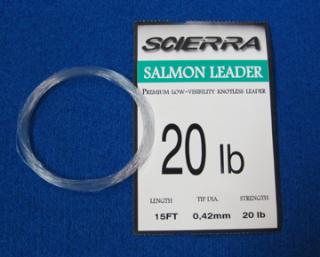 SCIERRA
SALMON LEADER
PREMIUM LOW-VISIBILITY KNOTLESS LEADER
20 lb
LENGTH TIP DIA. STRENGTH
15FT 0,42mm 20 lb